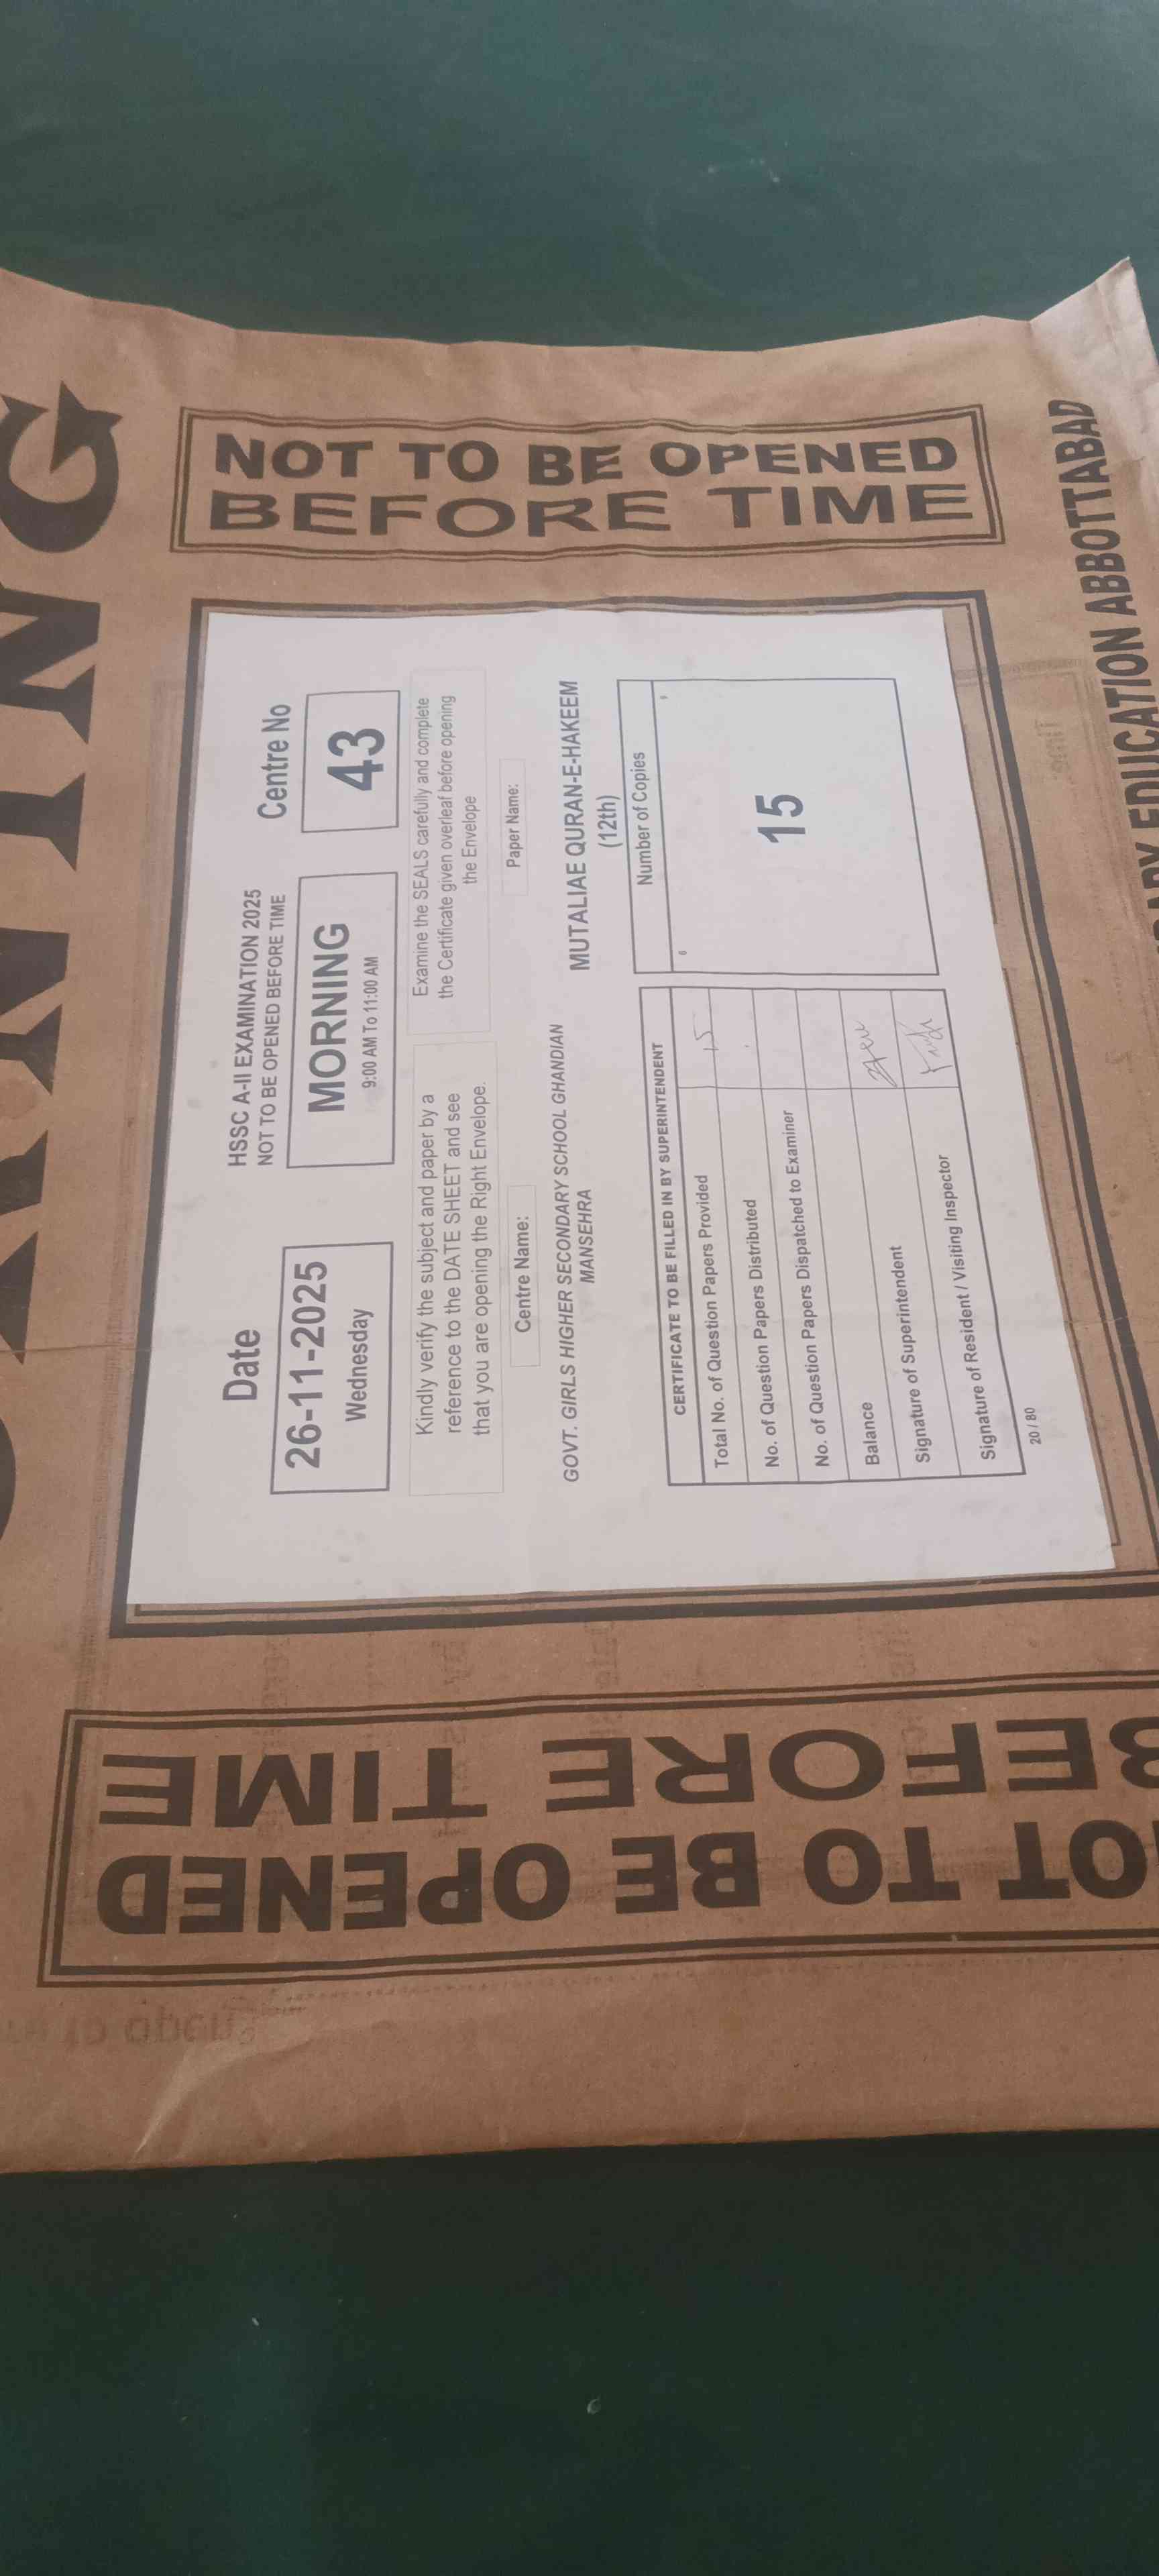 MORNING
NOT TO BE OPENED
BEFORE TIME
Date
26-11-2025
Wednesday
HSSC A-II EXAMINATION 2025
NOT TO BE OPENED BEFORE TIME
MORNING
9:00 AM To 11:00 AM
Centre No
43
Kindly verify the subject and paper by a
reference to the DATE SHEET and see
that you are opening the Right Envelope.
Examine the SEALS carefully and complete
the Certificate given overleaf before opening
the Envelope
Centre Name:
GOVT. GIRLS HIGHER SECONDARY SCHOOL GHANDIAN
MANSEHRA
Paper Name:
MUTALIAE QURAN-E-HAKEEM
(12th)
CERTIFICATE TO BE FILLED IN BY SUPERINTENDENT
Total No. of Question Papers Provided 15
No. of Question Papers Distributed
No. of Question Papers Dispatched to Examiner
Balance
Signature of Superintendent
Signature of Resident / Visiting Inspector
Number of Copies
15
20 / 80
NOT TO BE OPENED
BEFORE TIME
EDUCATION ABBOTTABAD